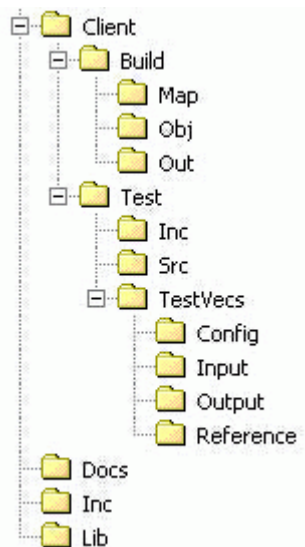 Client
Build
Map
Obj
Out
Test
Inc
Src
TestVecs
Config
Input
Output
Reference
Docs
Inc
Lib